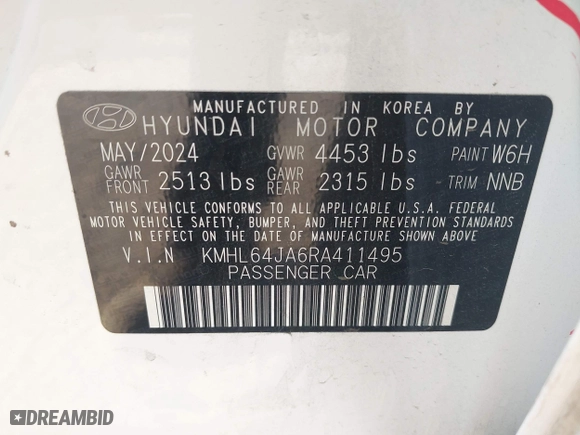 MANUFACTURED IN KOREA BY
HYUNDAI MOTOR COMPANY
MAY/2024 GVWR 4453 lbs PAINT W6H
GAWR FRONT 2513 lbs GAWR REAR 2315 lbs TRIM NNB
THIS VEHICLE CONFORMS TO ALL APPLICABLE U.S.A. FEDERAL
MOTOR VEHICLE SAFETY, BUMPER, AND THEFT PREVENTION STANDARDS
IN EFFECT ON THE DATE OF MANUFACTURE SHOWN ABOVE.
V.I.N KMHL64JA6RA411495
PASSENGER CAR
DREAMBID